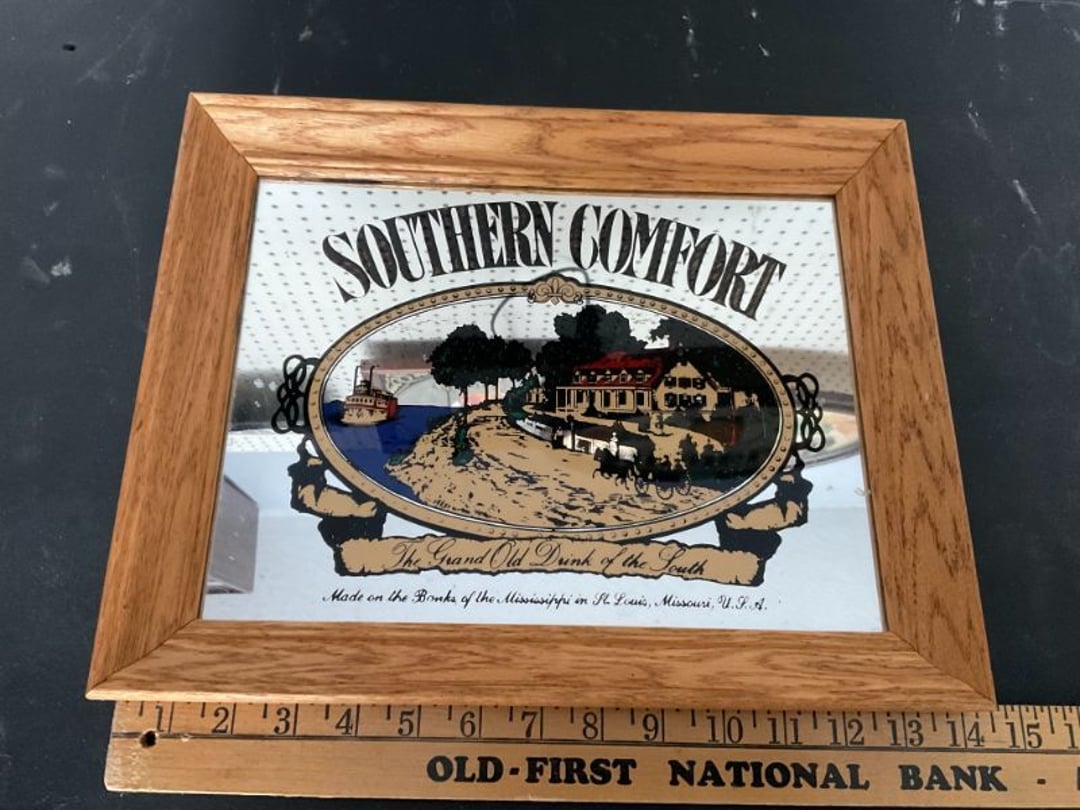 SOUTHERN COMFORT
The Grand Old Drink of the South
Made on the Banks of the Mississippi in St. Louis, Missouri, U.S.A.
1 2 3 4 5 6 7 8 9 10 11 12 13 14 15
OLD-FIRST NATIONAL BANK -